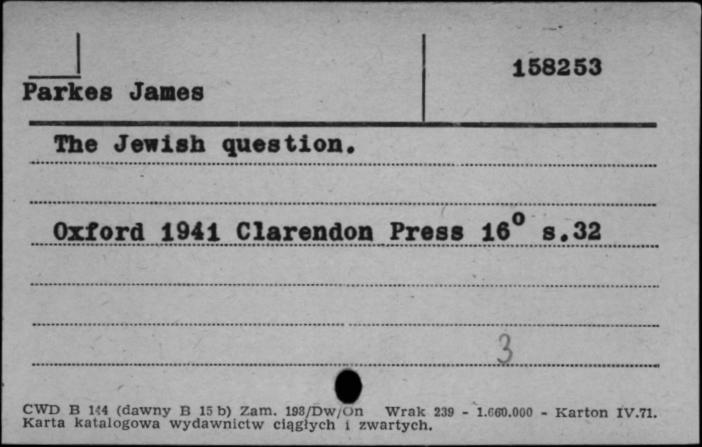 158253
Parkes James
The Jewish question.
Oxford 1941 Clarendon Press 16⁰ s.32
3
CWD B 144 (dawny B 15 b) Zam. 198/Dw/On Wrak 239 - 1.660.000 - Karton IV.71.
Karta katalogowa wydawnictw ciągłych i zwartych.